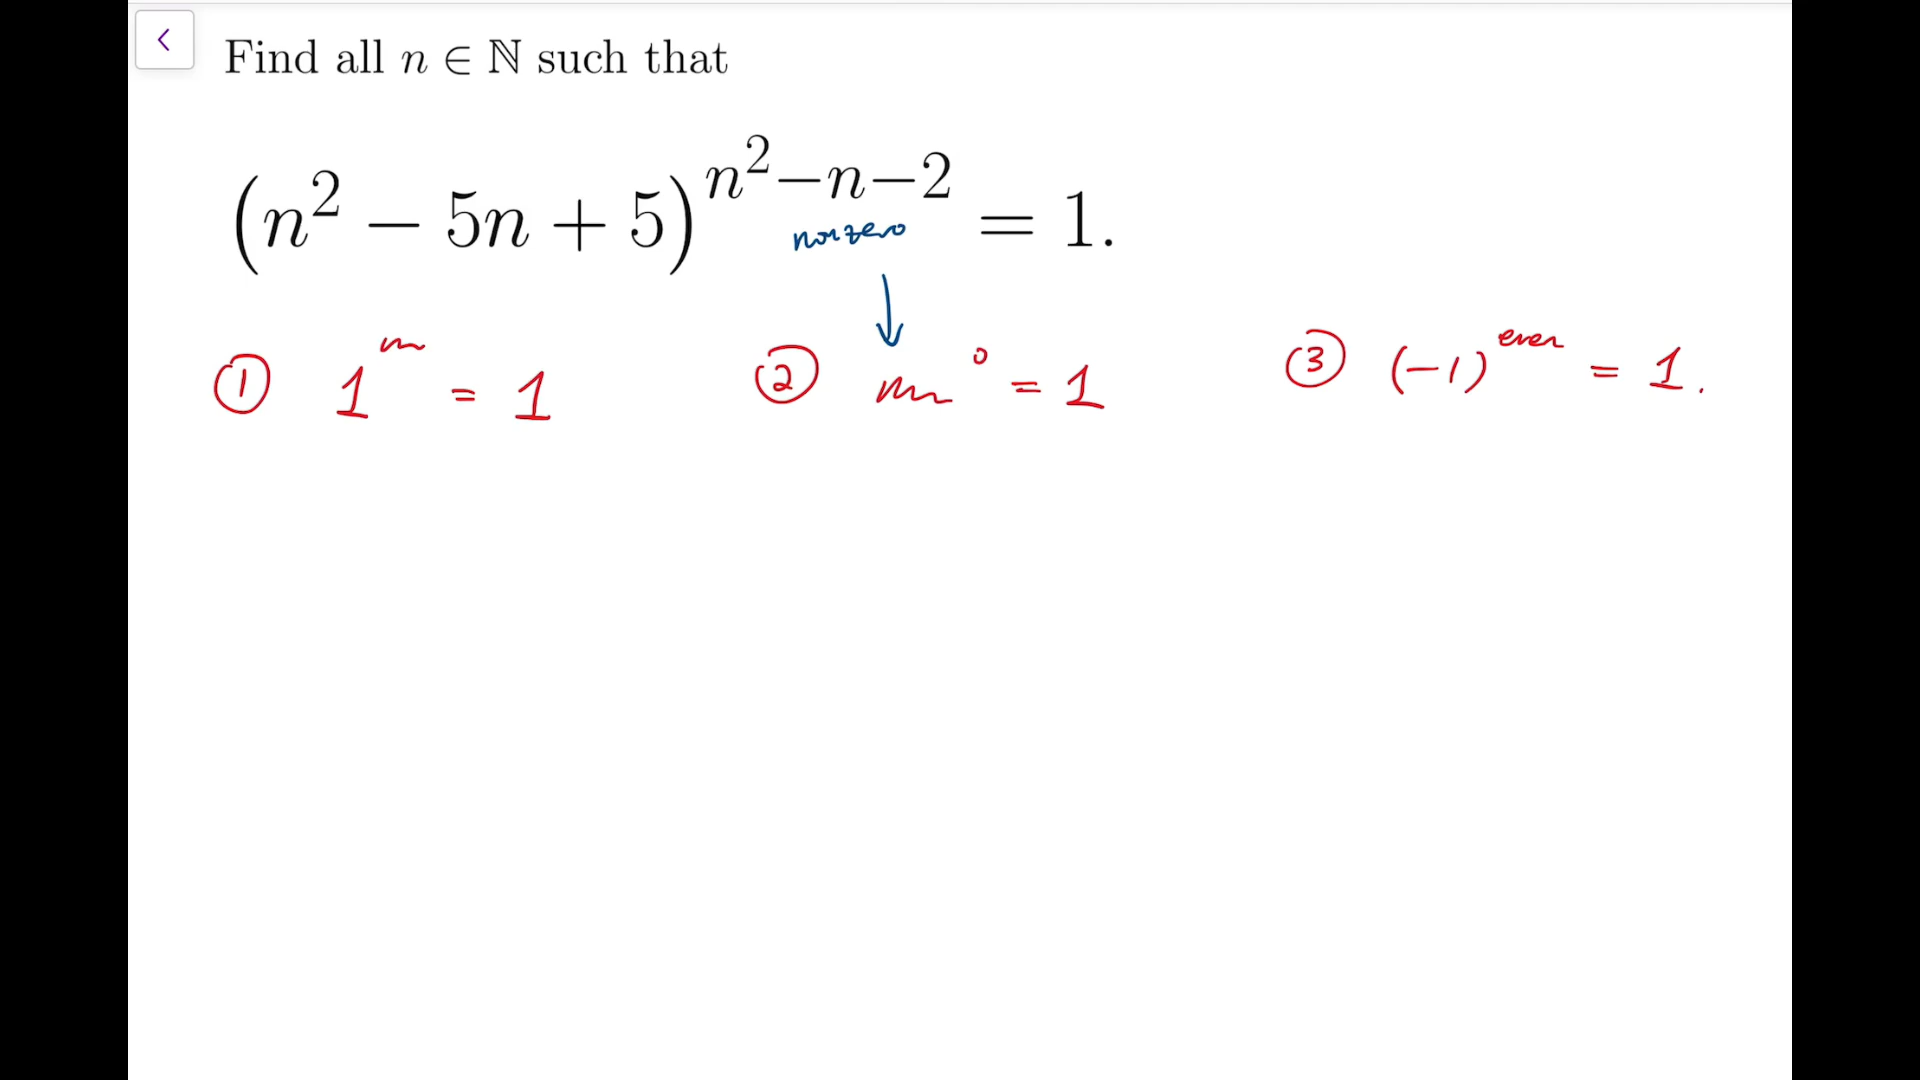 Find all n ∈ ℕ such that
(n² − 5n + 5)^(n²−n−2) = 1.
nonzero
① 1^m = 1 ② m^0 = 1 ③ (−1)^even = 1.